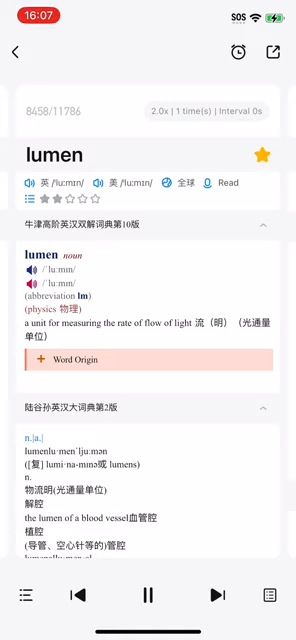 16:07
SOS
8458/11786
2.0x | 1 time(s) | Interval 0s
lumen
英 /'luːmɪn/ 美 /'luːmɪn/ 全球 Read
牛津高阶英汉双解词典第10版
lumen noun
/ˈluːmɪn/
/ˈluːmɪn/
(abbreviation lm)
(physics 物理)
a unit for measuring the rate of flow of light 流（明）（光通量
单位）
Word Origin
陆谷孙英汉大词典第2版
n.|a.|
lumenlu·menˈljuːmən
([复] lumi·na-mɪnə或 lumens)
n.
物流明(光通量单位)
解腔
the lumen of a blood vessel血管腔
植腔
(导管、空心针等的)管腔